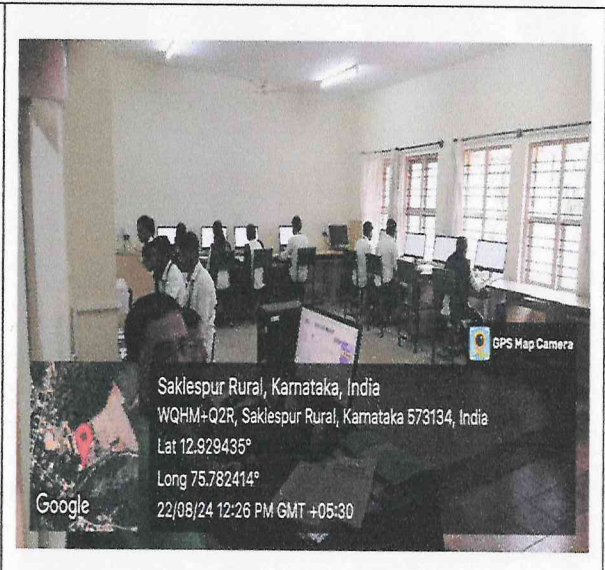 GPS Map Camera
Saklespur Rural, Karnataka, India
WQHM+Q2R, Saklespur Rural, Karnataka 573134, India
Lat 12.929435°
Long 75.782414°
22/08/24 12:26 PM GMT +05:30
Google